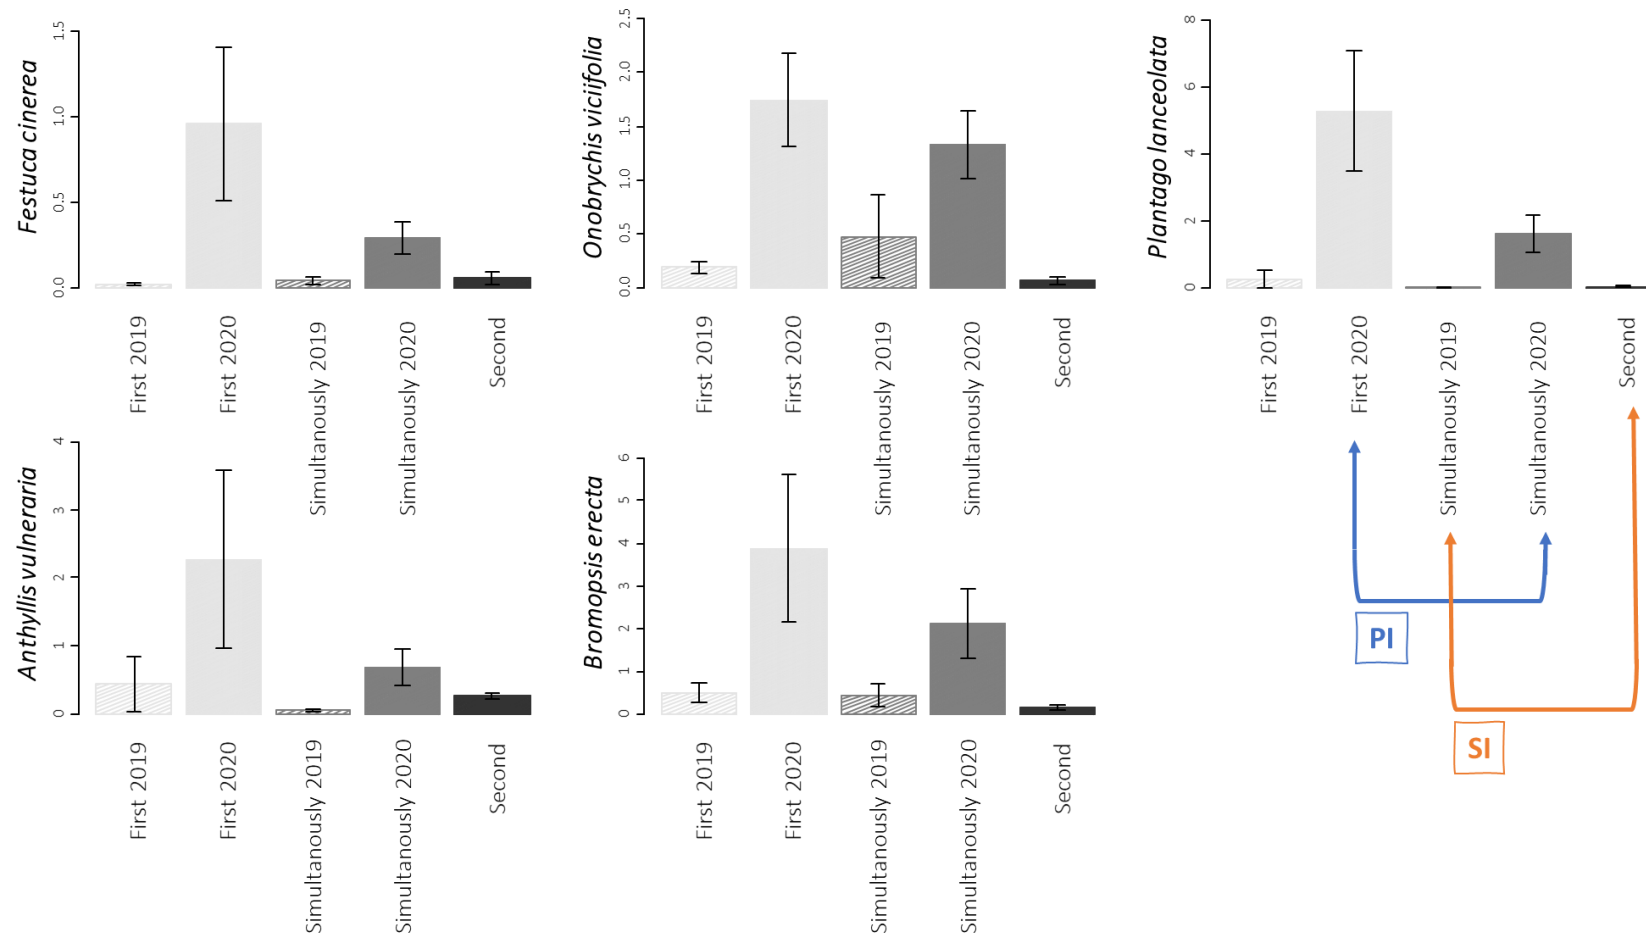 Festuca cinerea
1.5
1.0
0.5
0.0
First 2019
First 2020
Simultanously 2019
Simultanously 2020
Second
Onobrychis viciifolia
2.5
2.0
1.5
1.0
0.5
0.0
First 2019
First 2020
Simultanously 2019
Simultanously 2020
Second
Plantago lanceolata
8
6
4
2
0
First 2019
First 2020
Simultanously 2019
Simultanously 2020
Second
Anthyllis vulneraria
4
3
2
1
0
First 2019
First 2020
Simultanously 2019
Simultanously 2020
Second
Bromopsis erecta
6
5
4
3
2
1
0
First 2019
First 2020
Simultanously 2019
Simultanously 2020
Second
PI
SI